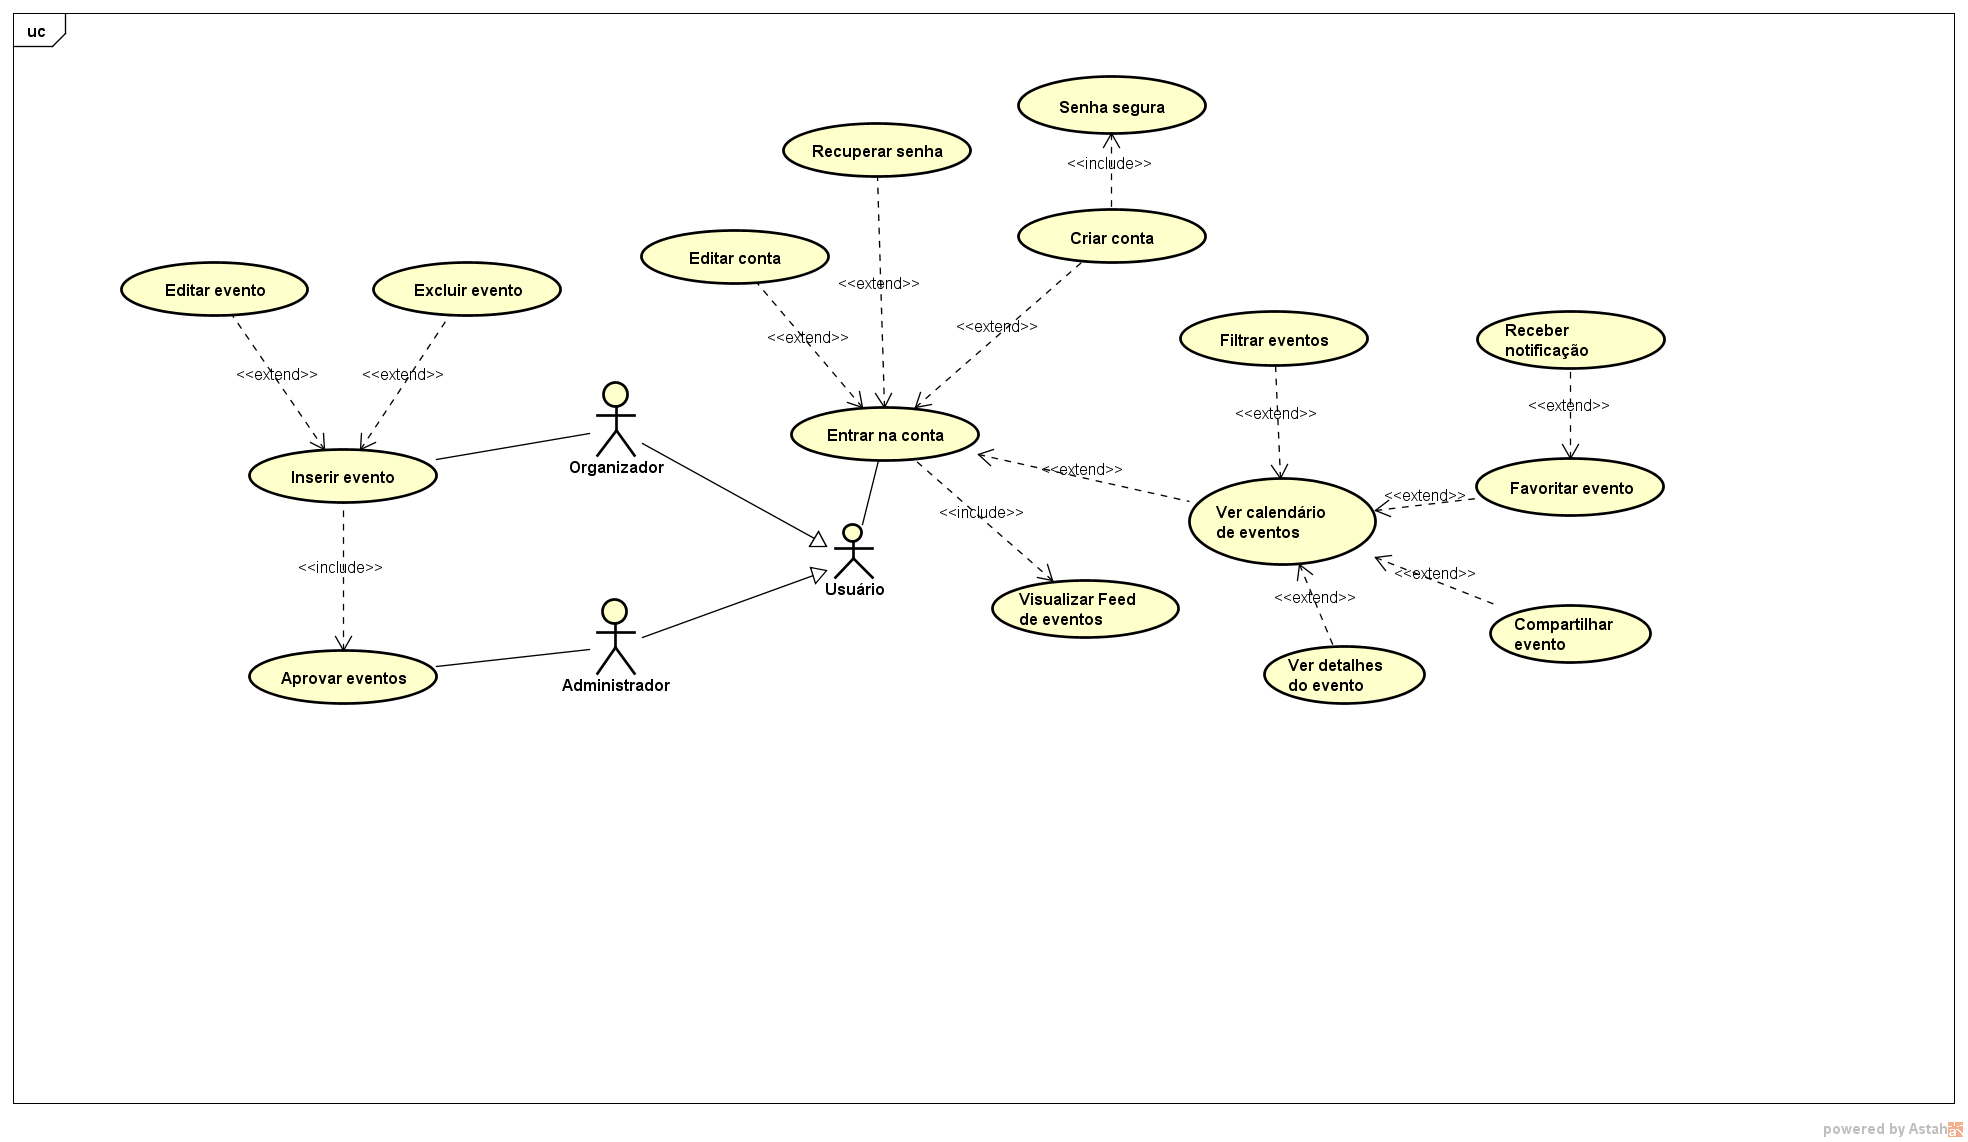 uc
Senha segura
Recuperar senha
<<include>>
Criar conta
Editar conta
Editar evento
Excluir evento
<<extend>>
<<extend>>
<<extend>>
Filtrar eventos
Receber
notificação
<<extend>>
<<extend>>
<<extend>>
<<extend>>
Organizador
Inserir evento
Entrar na conta
<<extend>>
<<extend>>
Favoritar evento
<<extend>>
<<include>>
Ver calendário
de eventos
<<include>>
Usuário
<<extend>>
<<extend>>
Visualizar Feed
de eventos
Compartilhar
evento
Aprovar eventos
Administrador
Ver detalhes
do evento
powered by Astah